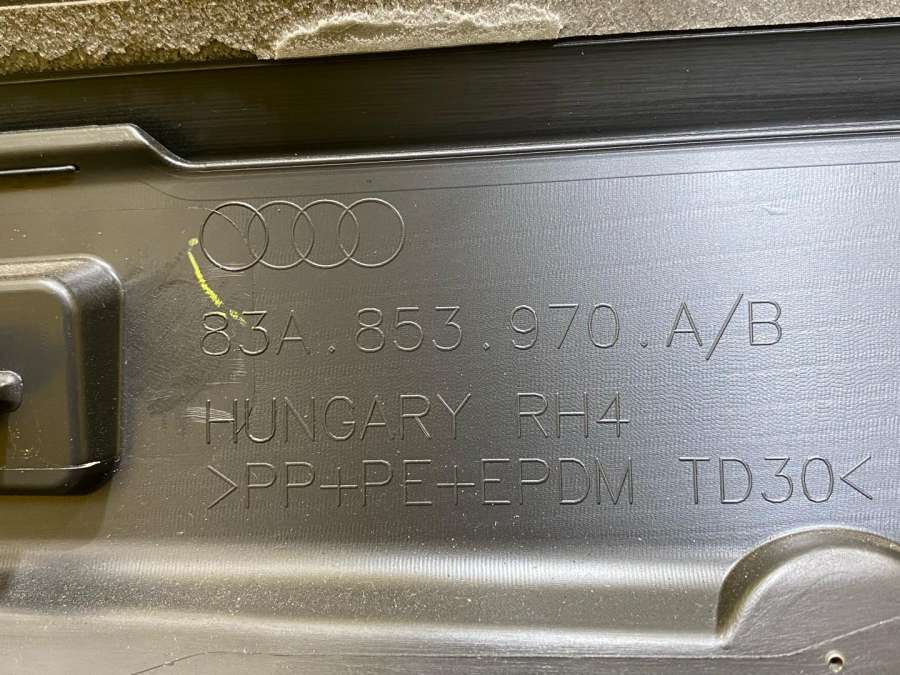 83A.853.970.A/B
HUNGARY RH4
>PP+PE+EPDM TD30<